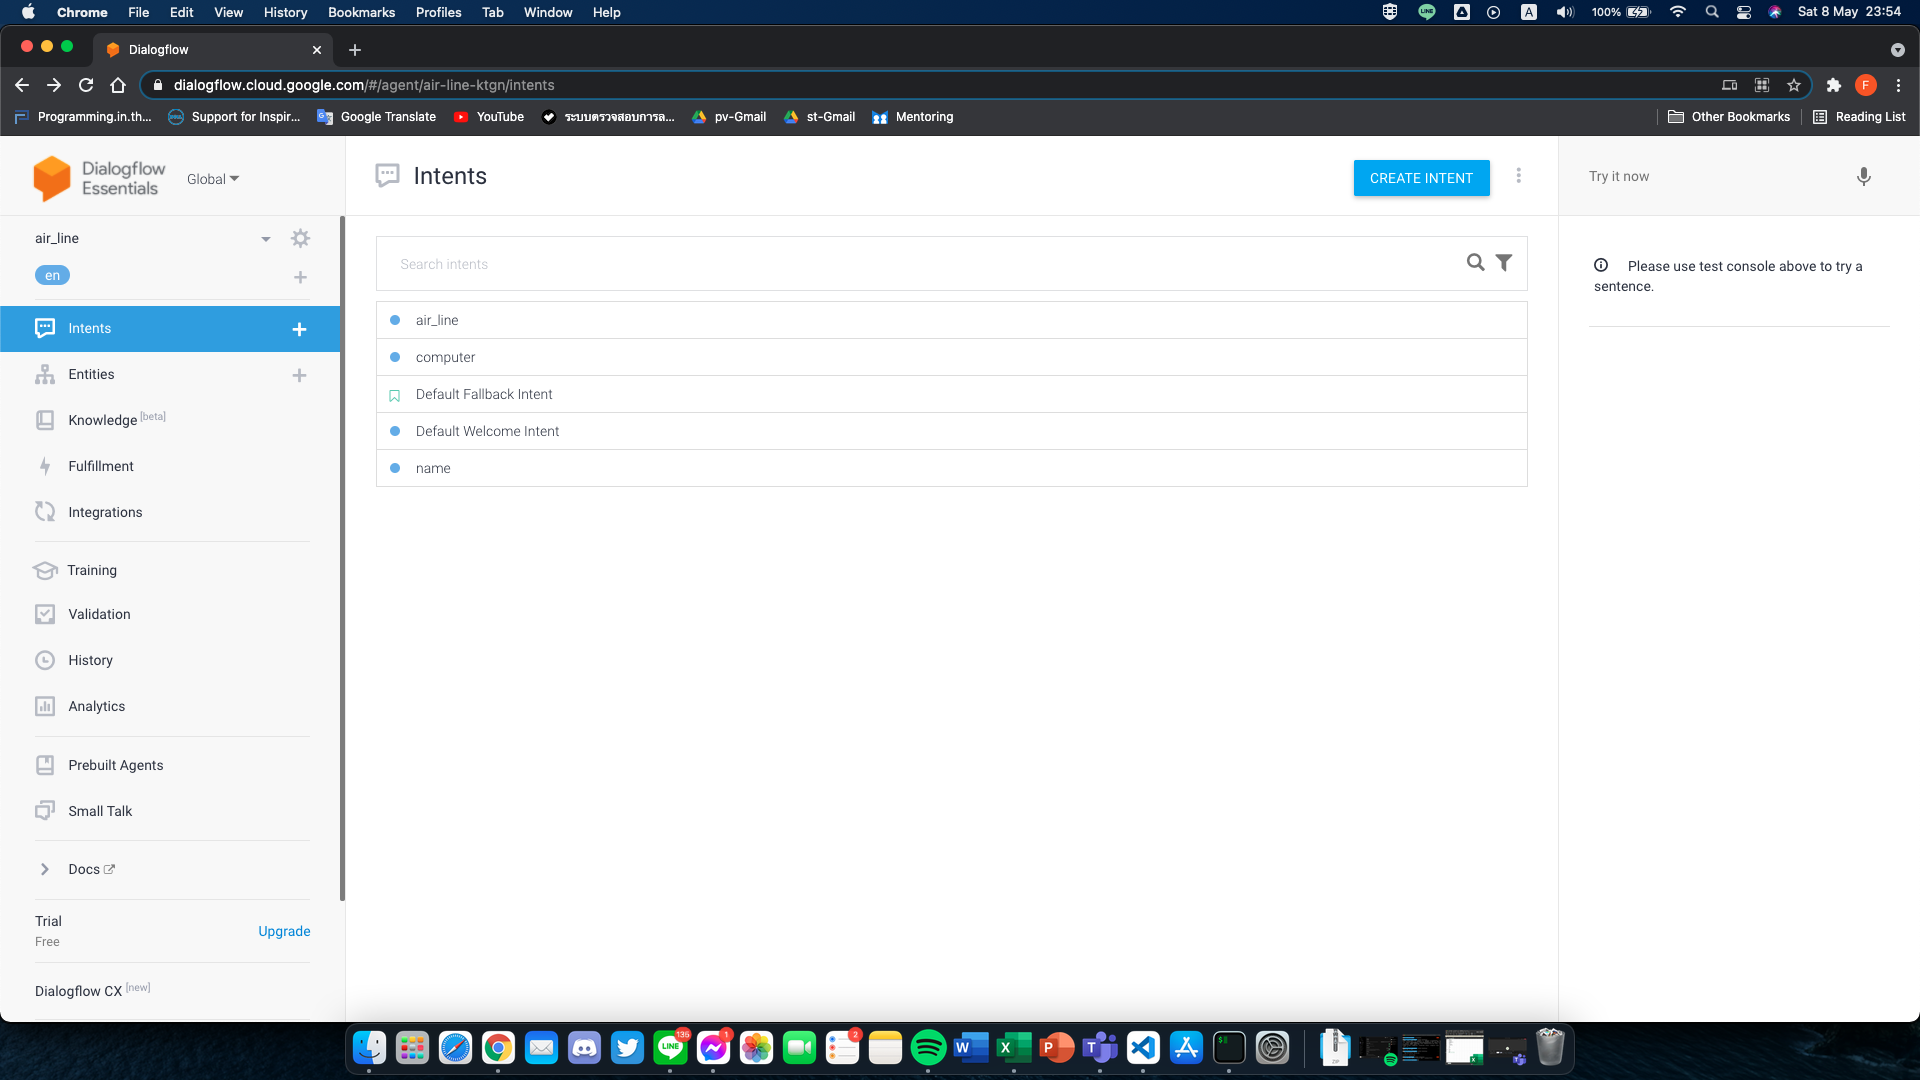 Chrome File Edit View History Bookmarks Profiles Tab Window Help
LINE A 100% Sat 8 May 23:54
Dialogflow
dialogflow.cloud.google.com/#/agent/air-line-ktgn/intents
F
Programming.in.th... Support for Inspir... Google Translate YouTube ระบบตรวจสอบการล... pv-Gmail st-Gmail Mentoring Other Bookmarks Reading List
Dialogflow
Essentials
Global
Intents
CREATE INTENT
Try it now
air_line
en
Search intents
Please use test console above to try a
sentence.
Intents
Entities
Knowledge [beta]
Fulfillment
Integrations
Training
Validation
History
Analytics
Prebuilt Agents
Small Talk
Docs
Trial
Free
Upgrade
Dialogflow CX [new]
air_line
computer
Default Fallback Intent
Default Welcome Intent
name
LINE 135 1 2 W X P T $